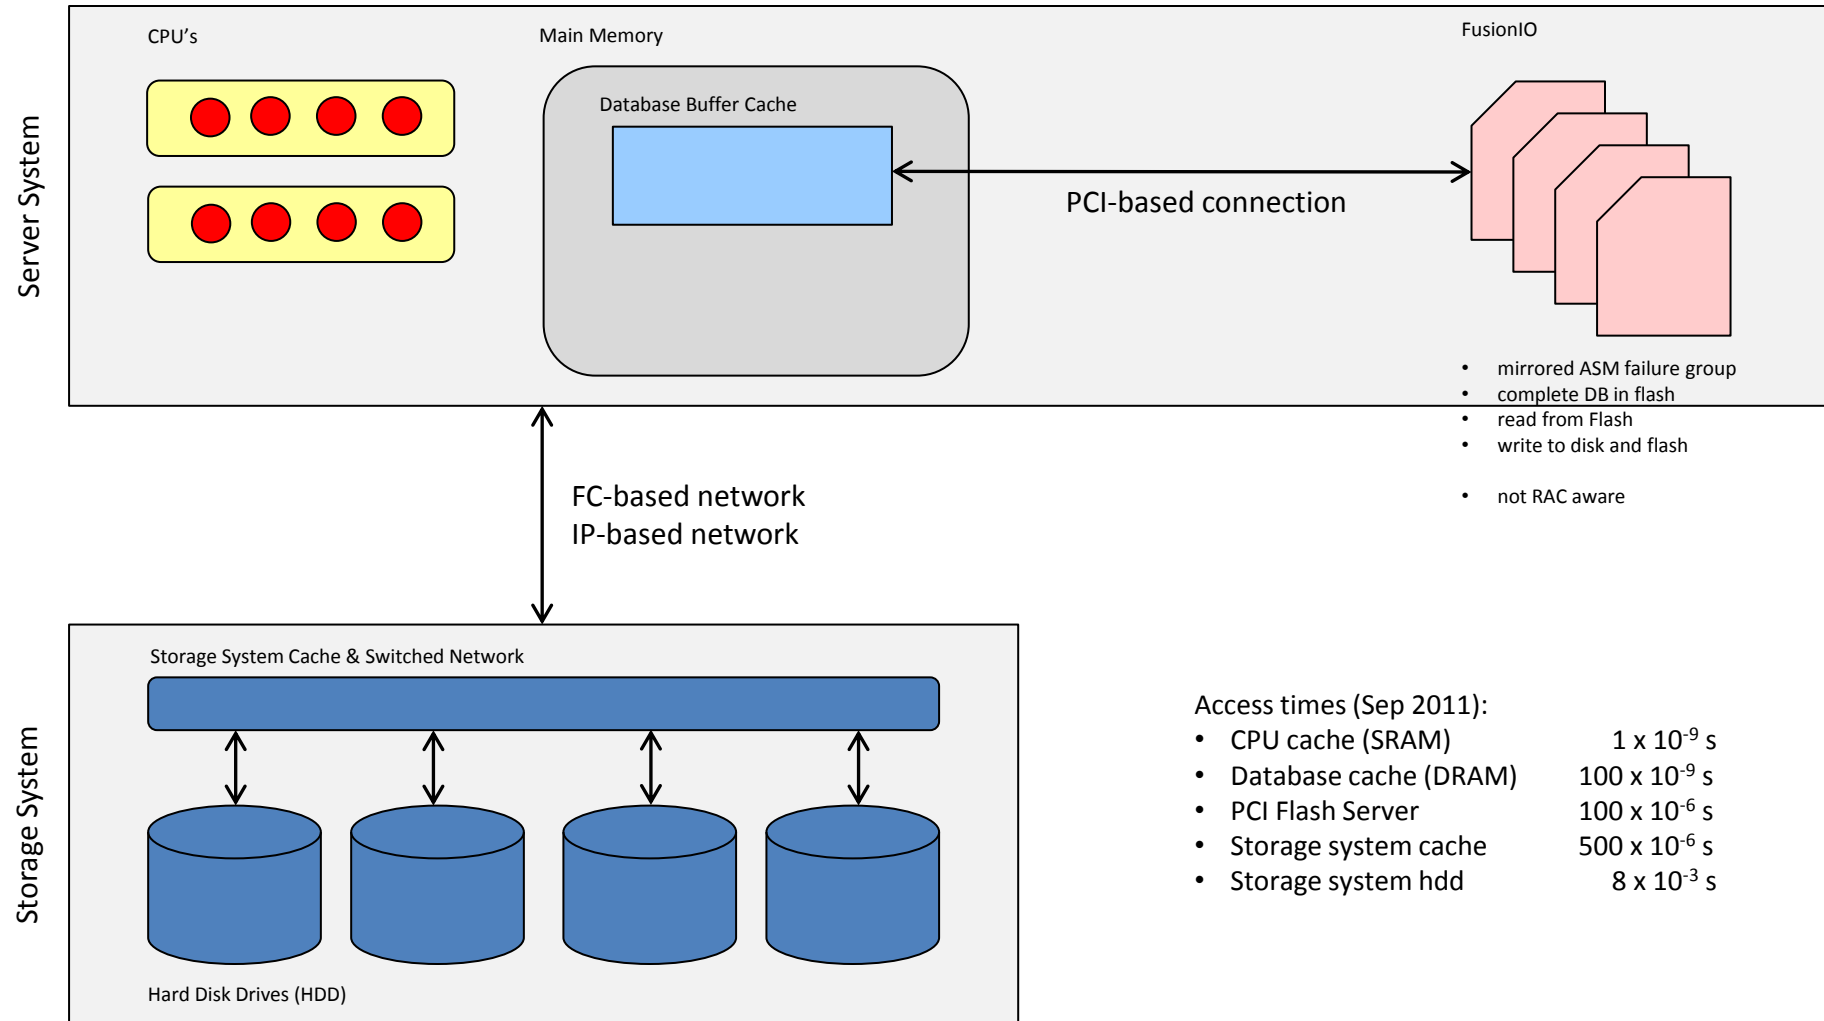 Server System
CPU's
Main Memory
FusionIO
Database Buffer Cache
PCI-based connection
• mirrored ASM failure group
• complete DB in flash
• read from Flash
• write to disk and flash
• not RAC aware
FC-based network
IP-based network
Storage System
Storage System Cache & Switched Network
Hard Disk Drives (HDD)
Access times (Sep 2011):
• CPU cache (SRAM) 1 x 10⁻⁹ s
• Database cache (DRAM) 100 x 10⁻⁹ s
• PCI Flash Server 100 x 10⁻⁶ s
• Storage system cache 500 x 10⁻⁶ s
• Storage system hdd 8 x 10⁻³ s